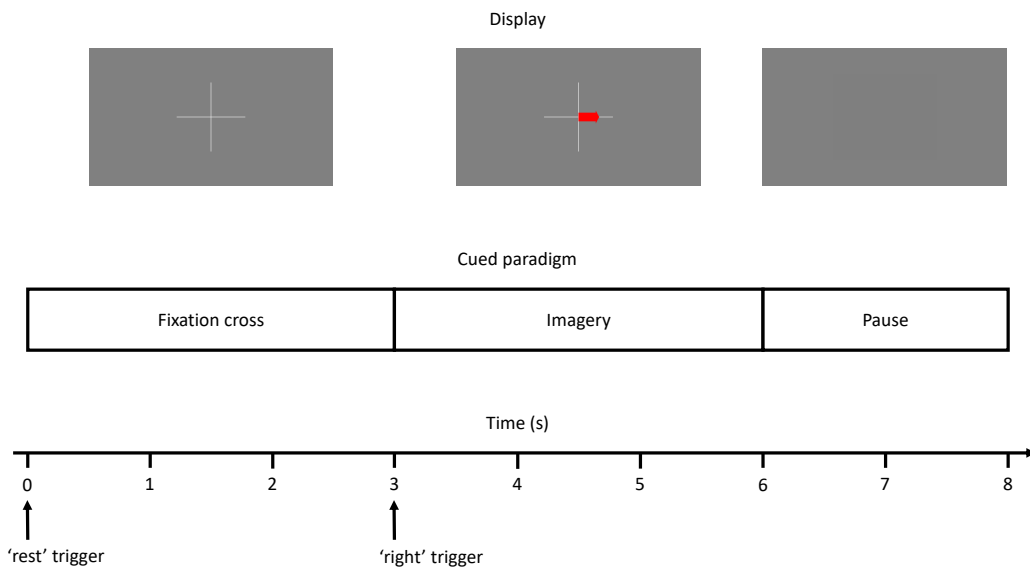 Display
Cued paradigm
Fixation cross Imagery Pause
Time (s)
0 1 2 3 4 5 6 7 8
‘rest’ trigger ‘right’ trigger